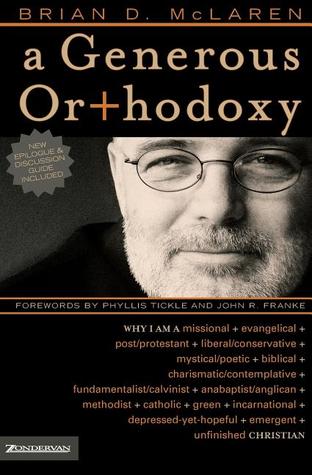 BRIAN D. McLAREN
a Generous
Or+hodoxy
NEW
EPILOGUE &
DISCUSSION
GUIDE
INCLUDED
FOREWORDS BY PHYLLIS TICKLE AND JOHN R. FRANKE
WHY I AM A missional + evangelical +
post/protestant + liberal/conservative +
mystical/poetic + biblical +
charismatic/contemplative +
fundamentalist/calvinist + anabaptist/anglican +
methodist + catholic + green + incarnational +
depressed-yet-hopeful + emergent +
unfinished CHRISTIAN
ZONDERVAN